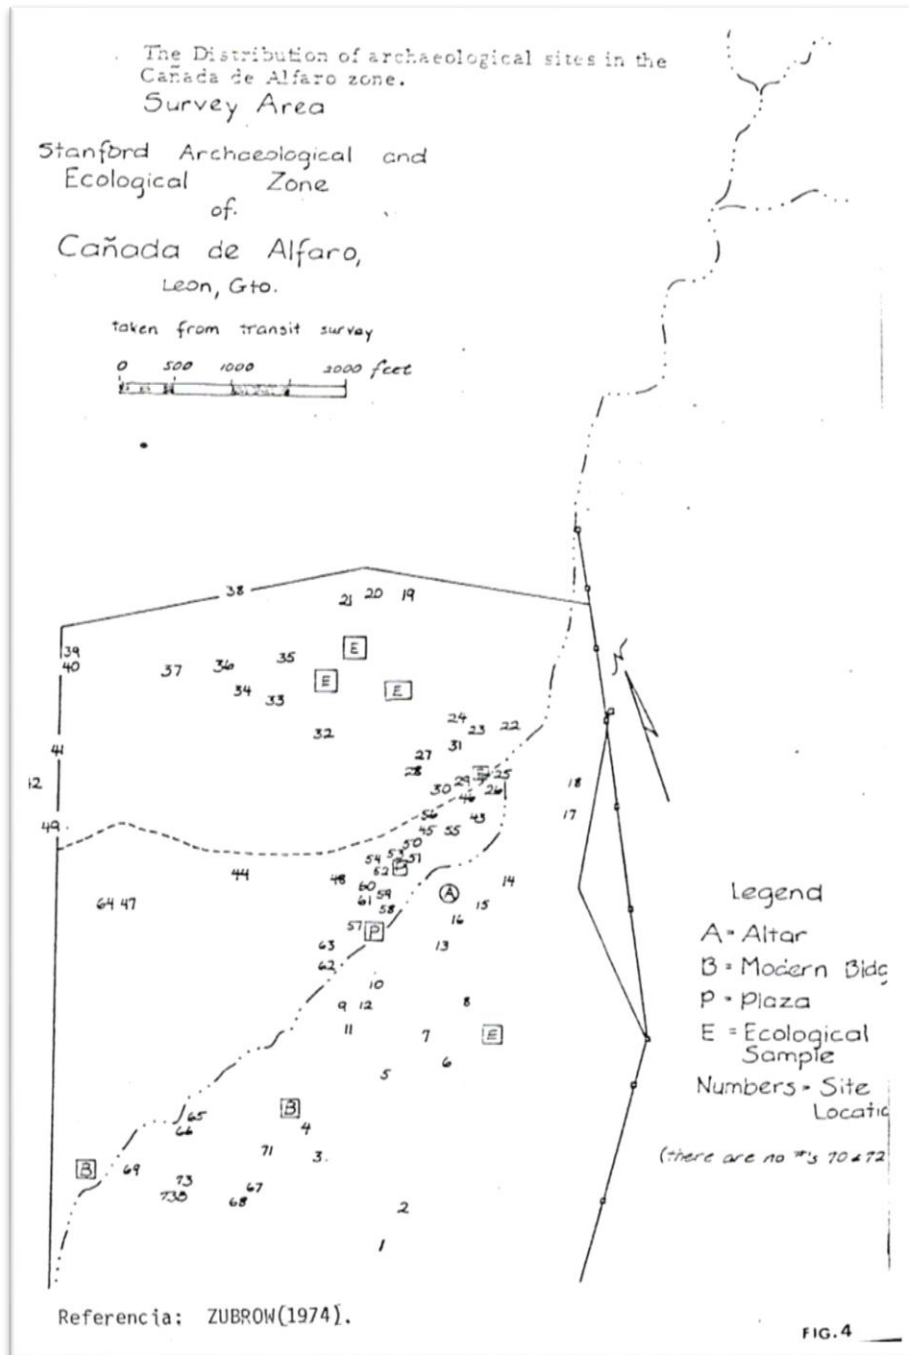 The Distribution of archaeological sites in the
Cañada de Alfaro zone.
Survey Area
Stanford Archaeological and
Ecological Zone
of
Cañada de Alfaro,
Leon, Gto.
taken from transit survey
0 500 1000 2000 feet
38
21 20 19
39
40
37 36 35
E
E
E
34 33
32
24
23 22
31
41
27
28
12
29 25
30 26
46
18
17
49
56
43
45 55
50
53 51
54
52
44
48
60
59
61
58
64 47
14
A
15
16
57
P
63
13
62
10
9 12
8
11
7
E
6
5
N
Legend
A = Altar
B = Modern Bldg
P = Plaza
E = Ecological
Sample
Numbers = Site
Locatio
(there are no #'s 70 & 72
65
66
B
4
71
3.
B
69
73
73B
67
68
2
1
Referencia: ZUBROW(1974).
FIG.4